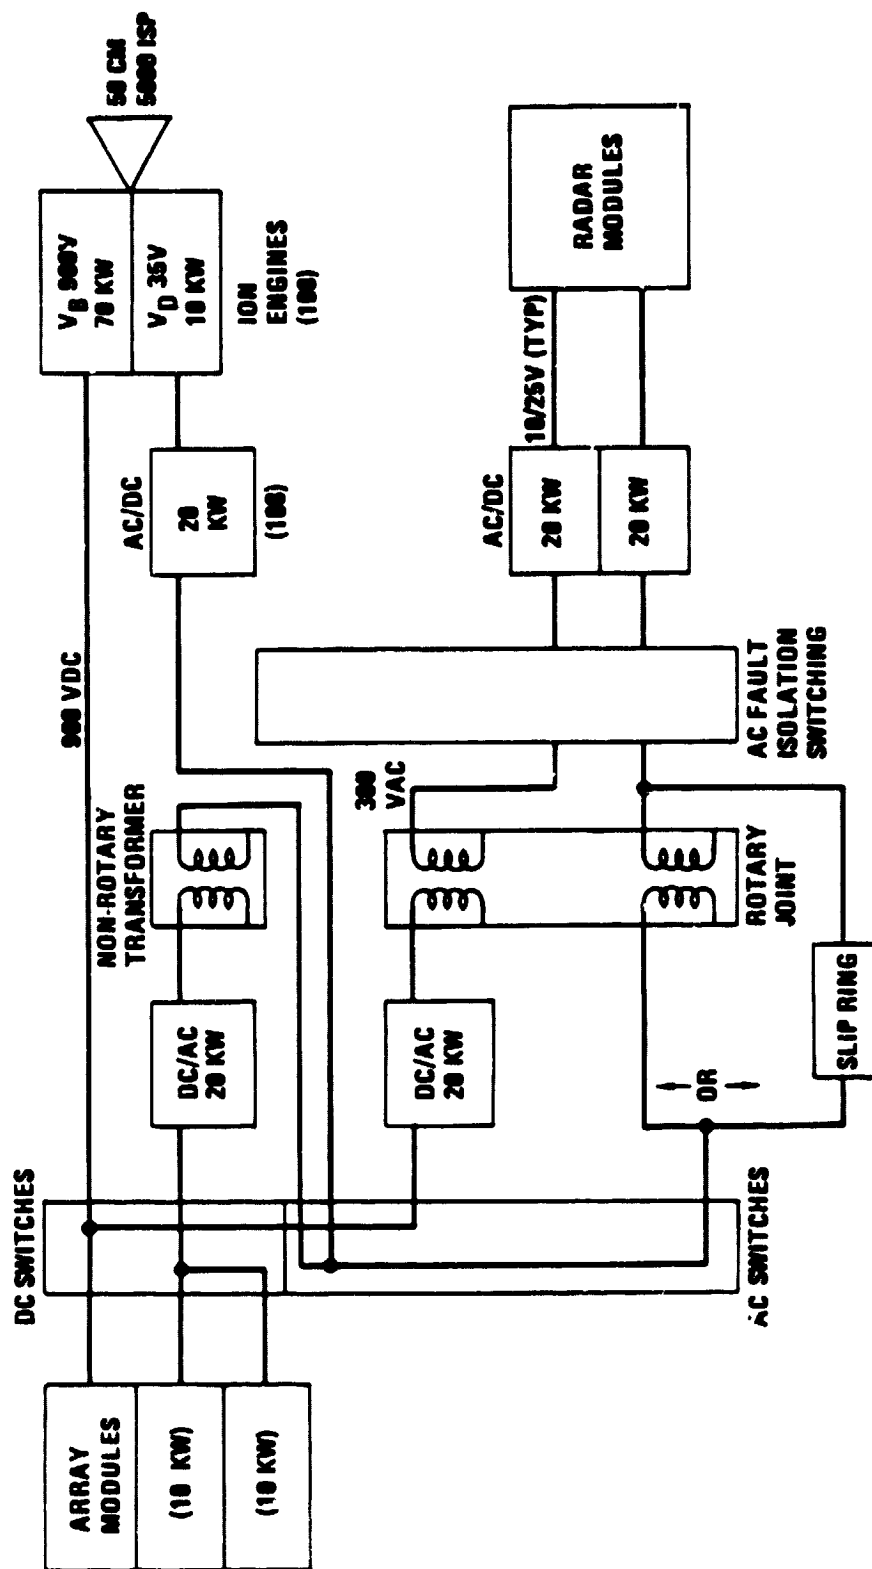 ARRAY
MODULES
(10 KW)
(10 KW)
DC SWITCHES
AC SWITCHES
900 VDC
DC/AC
20 KW
NON-ROTARY
TRANSFORMER
DC/AC
20 KW
OR
SLIP RING
ROTARY
JOINT
300
VAC
AC FAULT
ISOLATION
SWITCHING
AC/DC
20
KW
(100)
AC/DC
20 KW
20 KW
10/25V (TYP)
RADAR
MODULES
VB 900V
70 KW
VD 35V
10 KW
ION
ENGINES
(100)
50 CM
5000 ISP